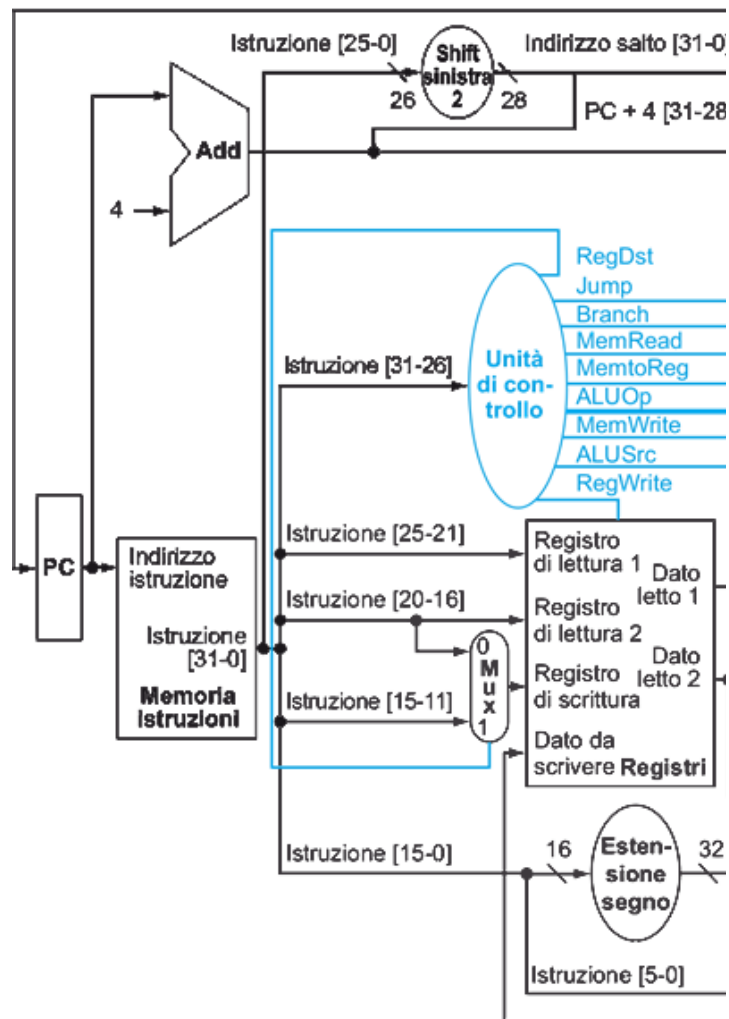 Istruzione [25-0]
Shift
sinistra
2
Indirizzo salto [31-0]
26
28
PC + 4 [31-28
Add
4
RegDst
Jump
Branch
MemRead
MemtoReg
ALUOp
MemWrite
ALUSrc
RegWrite
Istruzione [31-26]
Unità
di con-
trollo
PC
Indirizzo
istruzione
Istruzione
[31-0]
Memoria
istruzioni
Istruzione [25-21]
Istruzione [20-16]
Istruzione [15-11]
0
M
u
x
1
Registro
di lettura 1
Dato
letto 1
Registro
di lettura 2
Dato
letto 2
Registro
di scrittura
Dato da
scrivere Registri
Istruzione [15-0]
16
Esten-
sione
segno
32
Istruzione [5-0]